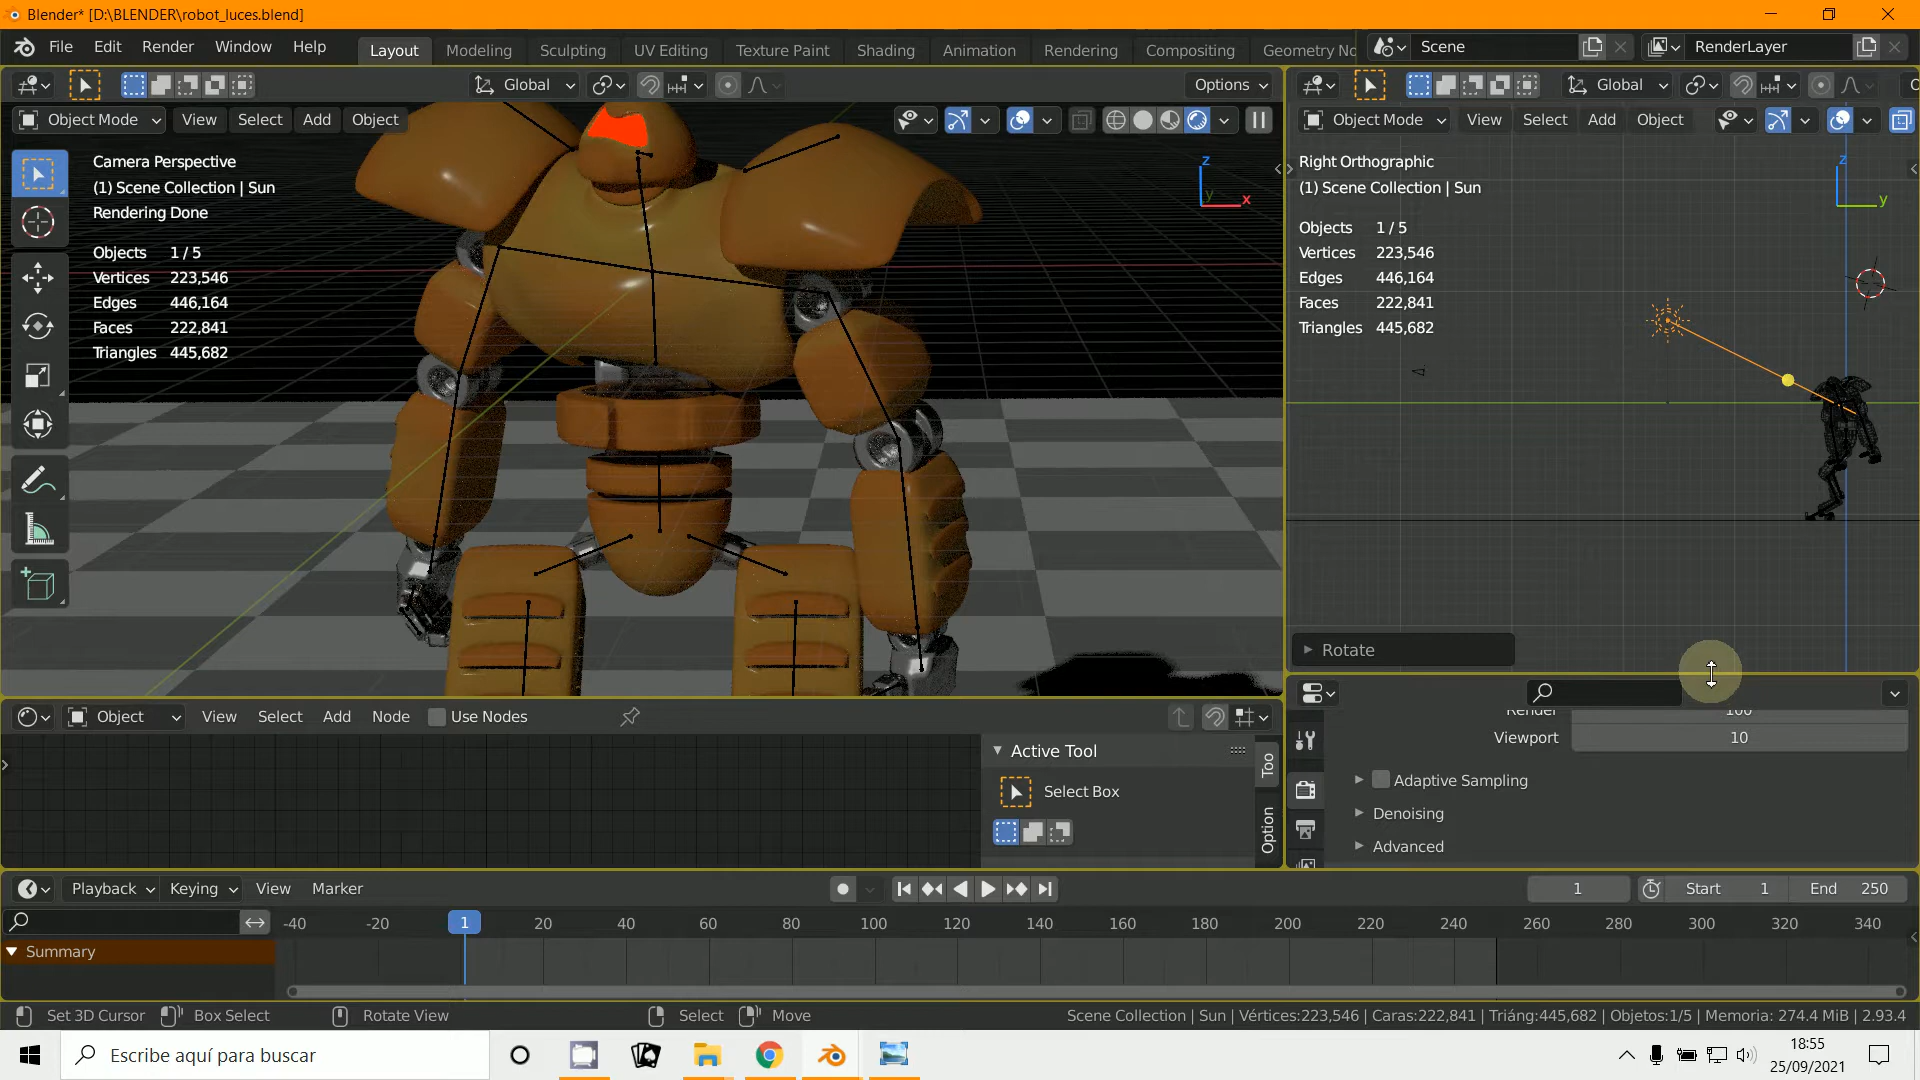 Blender* [D:\BLENDER\robot_luces.blend]
File Edit Render Window Help
Layout Modeling Sculpting UV Editing Texture Paint Shading Animation Rendering Compositing Geometry No
Scene RenderLayer
Global Options
Global
Object Mode View Select Add Object
Object Mode View Select Add Object
Camera Perspective
(1) Scene Collection | Sun
Rendering Done
Objects 1 / 5
Vertices 223,546
Edges 446,164
Faces 222,841
Triangles 445,682
z
y
x
Right Orthographic
(1) Scene Collection | Sun
Objects 1 / 5
Vertices 223,546
Edges 446,164
Faces 222,841
Triangles 445,682
z
y
Rotate
Object View Select Add Node Use Nodes
Active Tool
Select Box
Too
Option
Render 100
Viewport 10
Adaptive Sampling
Denoising
Advanced
Playback Keying View Marker
1 Start 1 End 250
-40 -20 1 20 40 60 80 100 120 140 160 180 200 220 240 260 280 300 320 340
Summary
Set 3D Cursor Box Select Rotate View Select Move
Scene Collection | Sun | Vértices:223,546 | Caras:222,841 | Triáng:445,682 | Objetos:1/5 | Memoria: 274.4 MiB | 2.93.4
Escribe aquí para buscar
18:55
25/09/2021